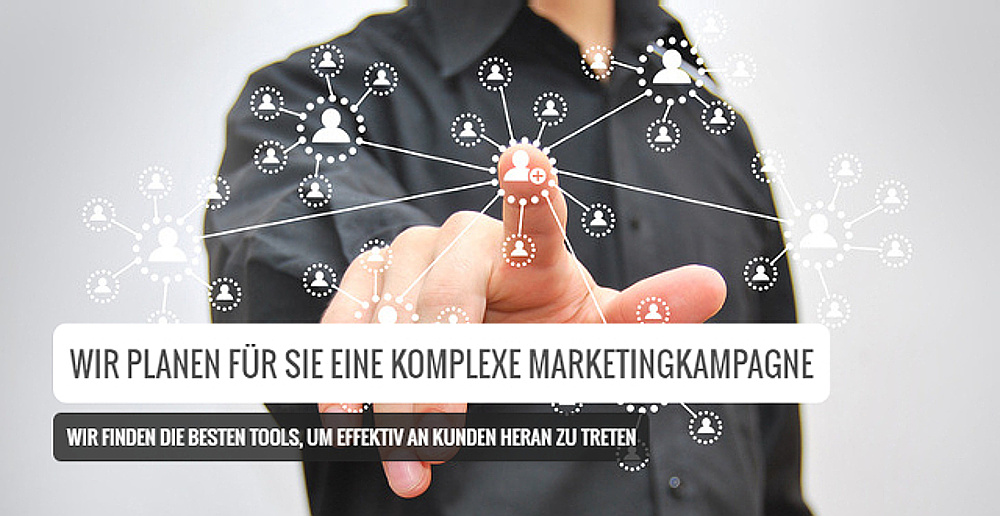 WIR PLANEN FÜR SIE EINE KOMPLEXE MARKETINGKAMPAGNE
WIR FINDEN DIE BESTEN TOOLS, UM EFFEKTIV AN KUNDEN HERAN ZU TRETEN